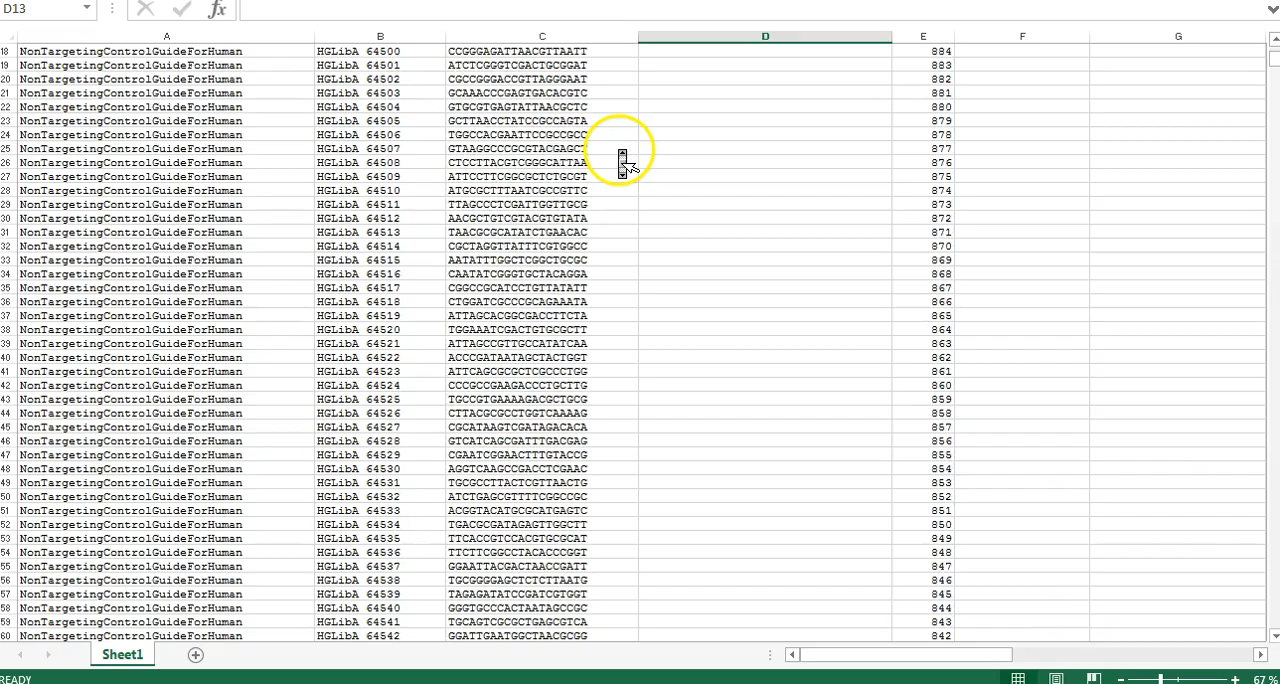 D13 fx
A B C D E F G
18 NonTargetingControlGuideForHuman HGLibA 64500 CCGGGAGATTAACGTTAATT 884
19 NonTargetingControlGuideForHuman HGLibA 64501 ATCTCGGGTCGACTGCGGAT 883
20 NonTargetingControlGuideForHuman HGLibA 64502 CGCCGGGACCGTTAGGGAAT 882
21 NonTargetingControlGuideForHuman HGLibA 64503 GCAAACCCGAGTGACACGTC 881
22 NonTargetingControlGuideForHuman HGLibA 64504 GTGCGTGAGTATTAACGCTC 880
23 NonTargetingControlGuideForHuman HGLibA 64505 GCTTAACCTATCCGCCAGTA 879
24 NonTargetingControlGuideForHuman HGLibA 64506 TGGCCACGAATTCCGCCGCC 878
25 NonTargetingControlGuideForHuman HGLibA 64507 GTAAGGCCCGCGTACGAGCT 877
26 NonTargetingControlGuideForHuman HGLibA 64508 CTCCTTACGTCGGGCATTAA 876
27 NonTargetingControlGuideForHuman HGLibA 64509 ATTCCTTCGGCGCTCTGCGT 875
28 NonTargetingControlGuideForHuman HGLibA 64510 ATGCGCTTTAATCGCCGTTC 874
29 NonTargetingControlGuideForHuman HGLibA 64511 TTAGCCCTCGATTGGTTGCG 873
30 NonTargetingControlGuideForHuman HGLibA 64512 AACGCTGTCGTACGTGTATA 872
31 NonTargetingControlGuideForHuman HGLibA 64513 TAACGCGCATATCTGAACAC 871
32 NonTargetingControlGuideForHuman HGLibA 64514 CGCTAGGTTATTTCGTGGCC 870
33 NonTargetingControlGuideForHuman HGLibA 64515 AATATTTGGCTCGGCTGCGC 869
34 NonTargetingControlGuideForHuman HGLibA 64516 CAATATCGGGTGCTACAGGA 868
35 NonTargetingControlGuideForHuman HGLibA 64517 CGGCCGCATCCTGTTATATT 867
36 NonTargetingControlGuideForHuman HGLibA 64518 CTGGATCGCCCGCAGAAATA 866
37 NonTargetingControlGuideForHuman HGLibA 64519 ATTAGCACGGCGACCTTCTA 865
38 NonTargetingControlGuideForHuman HGLibA 64520 TGGAAATCGACTGTGCGCTT 864
39 NonTargetingControlGuideForHuman HGLibA 64521 ATTAGCCGTTGCCATATCAA 863
40 NonTargetingControlGuideForHuman HGLibA 64522 ACCCGATAATAGCTACTGGT 862
41 NonTargetingControlGuideForHuman HGLibA 64523 ATTCAGCGCGCTCGCCCTGG 861
42 NonTargetingControlGuideForHuman HGLibA 64524 CCCGCCGAAGACCCTGCTTG 860
43 NonTargetingControlGuideForHuman HGLibA 64525 TGCCGTGAAAAGACGCTGCG 859
44 NonTargetingControlGuideForHuman HGLibA 64526 CTTACGCGCCTGGTCAAAAG 858
45 NonTargetingControlGuideForHuman HGLibA 64527 CGCATAAGTCGATAGACACA 857
46 NonTargetingControlGuideForHuman HGLibA 64528 GTCATCAGCGATTTGACGAG 856
47 NonTargetingControlGuideForHuman HGLibA 64529 CGAATCGGAACTTTGTACCG 855
48 NonTargetingControlGuideForHuman HGLibA 64530 AGGTCAAGCCGACCTCGAAC 854
49 NonTargetingControlGuideForHuman HGLibA 64531 TGCGCCTTACTCGTTAACTG 853
50 NonTargetingControlGuideForHuman HGLibA 64532 ATCTGAGCGTTTTCGGCCGC 852
51 NonTargetingControlGuideForHuman HGLibA 64533 ACGGTACATGCGCATGAGTC 851
52 NonTargetingControlGuideForHuman HGLibA 64534 TGACGCGATAGAGTTGGCTT 850
53 NonTargetingControlGuideForHuman HGLibA 64535 TTCACCGTCCACGTGCGCAT 849
54 NonTargetingControlGuideForHuman HGLibA 64536 TTCTTCGGCCTACACCCGGT 848
55 NonTargetingControlGuideForHuman HGLibA 64537 GGAATTACGACTAACCGATT 847
56 NonTargetingControlGuideForHuman HGLibA 64538 TGCGGGGAGCTCTCTTAATG 846
57 NonTargetingControlGuideForHuman HGLibA 64539 TAGAGATATCCGATCGTGGT 845
58 NonTargetingControlGuideForHuman HGLibA 64540 GGGTGCCCACTAATAGCCGC 844
59 NonTargetingControlGuideForHuman HGLibA 64541 TGCAGTCGCGCTGAGCGTCA 843
60 NonTargetingControlGuideForHuman HGLibA 64542 GGATTGAATGGCTAACGCGG 842
Sheet1
READY 67 %